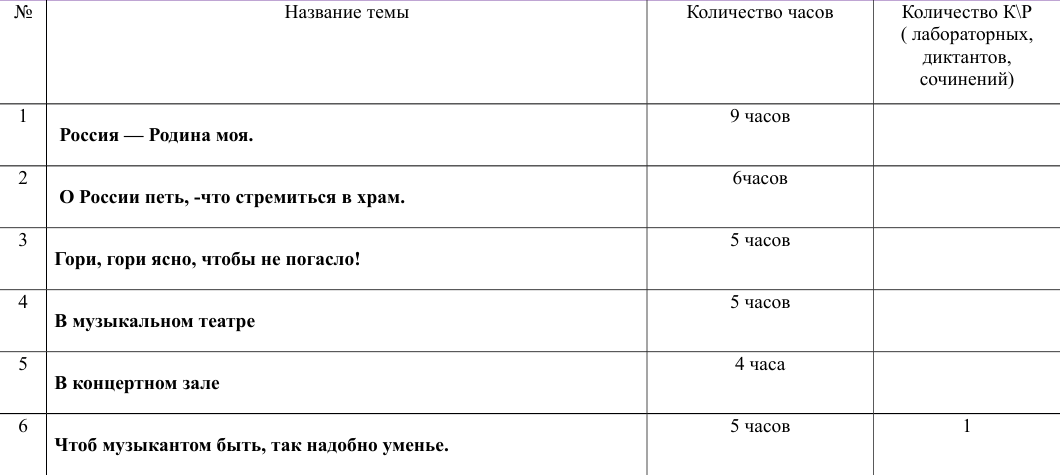 № Название темы Количество часов Количество К\Р
( лабораторных,
диктантов,
сочинений)
1 Россия — Родина моя. 9 часов
2 О России петь, -что стремиться в храм. 6часов
3 Гори, гори ясно, чтобы не погасло! 5 часов
4 В музыкальном театре 5 часов
5 В концертном зале 4 часа
6 Чтоб музыкантом быть, так надобно уменье. 5 часов 1